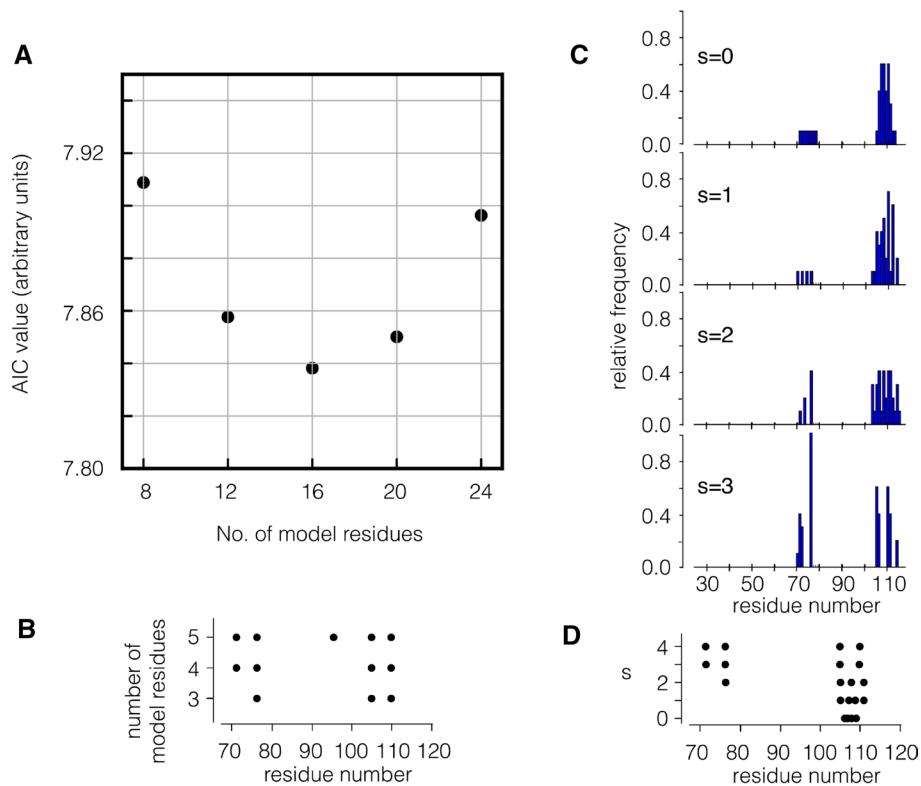 A
AIC value (arbitrary units)
7.92
7.86
7.80
8 12 16 20 24
No. of model residues
B
number of
model residues
5
4
3
70 80 90 100 110 120
residue number
C
relative frequency
0.8
s=0
0.4
0.0
0.8
s=1
0.4
0.0
0.8
s=2
0.4
0.0
0.8
s=3
0.4
0.0
30 50 70 90 110
residue number
D
s
4
2
0
70 80 90 100 110 120
residue number